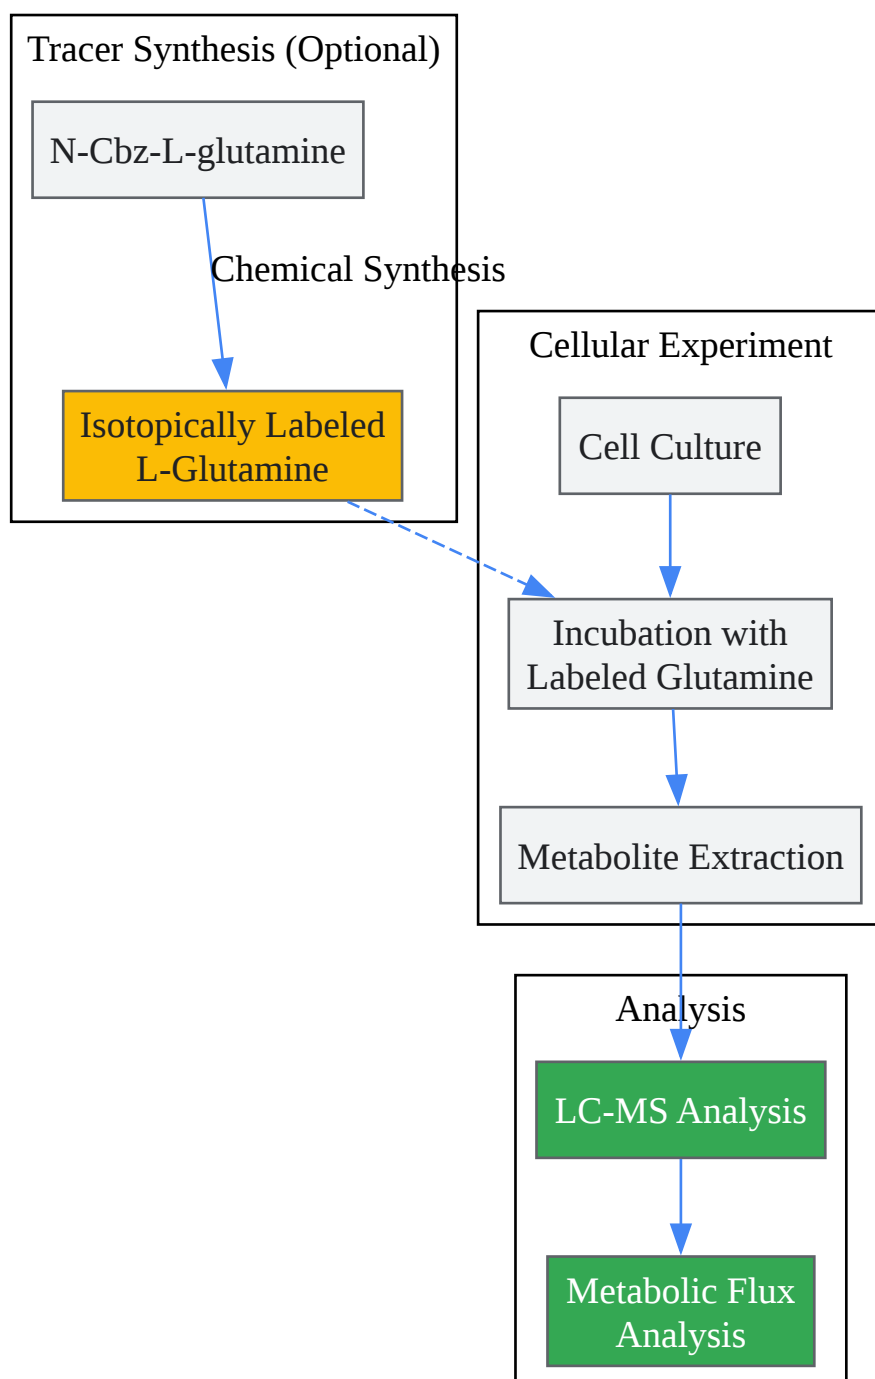 Tracer Synthesis (Optional)
N-Cbz-L-glutamine
Chemical Synthesis
Isotopically Labeled
L-Glutamine
Cellular Experiment
Cell Culture
Incubation with
Labeled Glutamine
Metabolite Extraction
Analysis
LC-MS Analysis
Metabolic Flux
Analysis